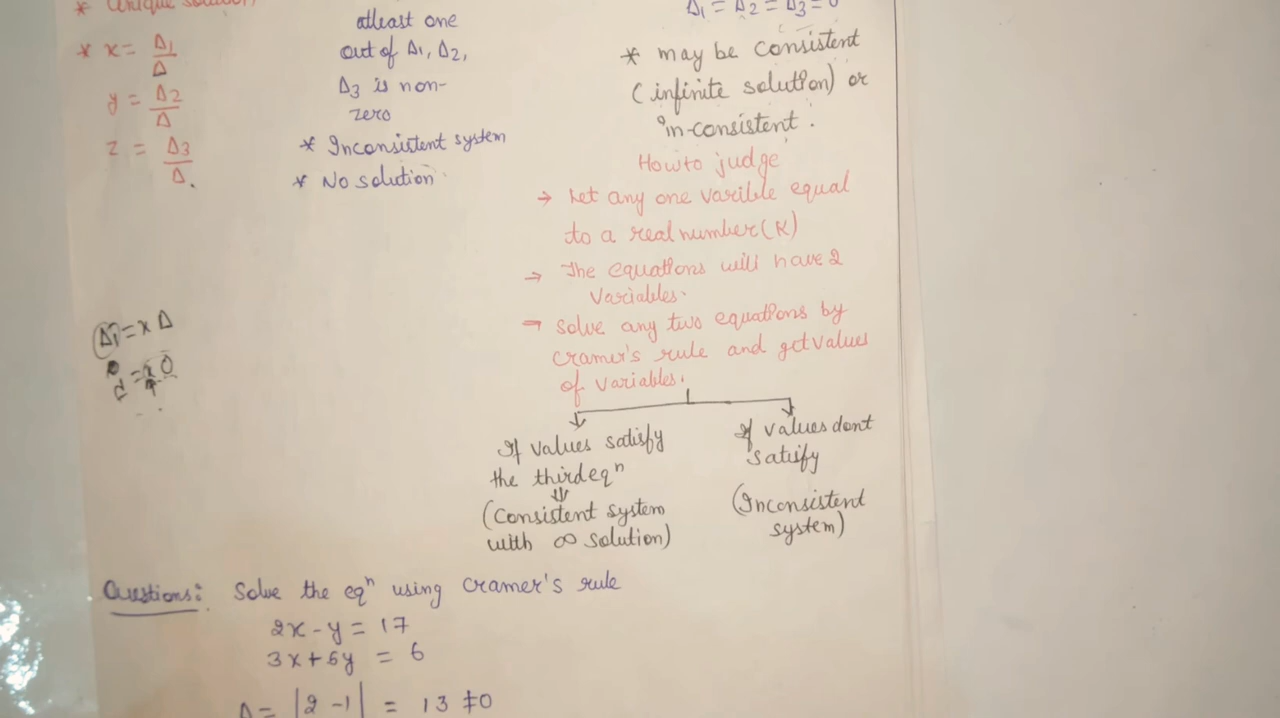 * Unique solution
* x = Δ1/Δ
y = Δ2/Δ
z = Δ3/Δ.
atleast one
out of Δ1, Δ2,
Δ3 is non-
zero
* Inconsistent system
* No solution
Δ1 = Δ2 = Δ3 = 0
* may be consistent
(infinite solution) or
in-consistent.
How to judge
→ Let any one varible equal
to a real number (K)
→ The equations will have 2
Variables.
→ Solve any two equations by
Cramer's rule and get values
of variables.
If values satisfy
the third eqⁿ
⇓
(Consistent system
with ∞ solution)
If values dont
satisfy
(Inconsistent
system)
Δ1 = x Δ
Questions: Solve the eqⁿ using Cramer's rule
2x - y = 17
3x + 5y = 6
Δ = |2 -1| = 13 ≠ 0